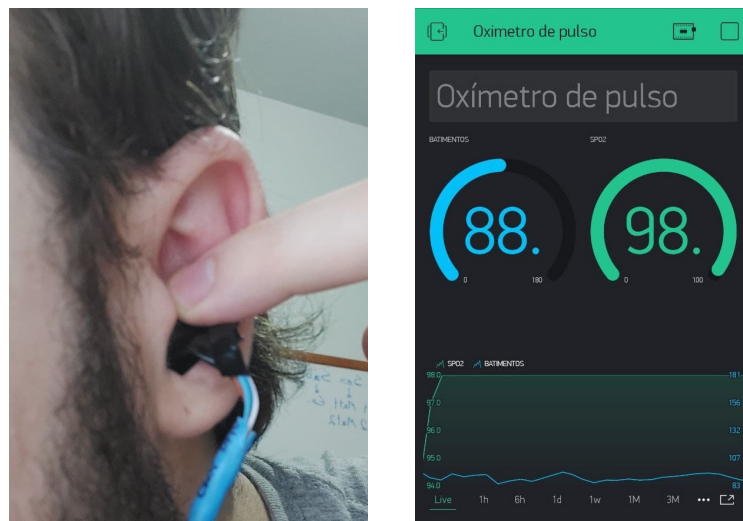 Oximetro de pulso
Oxímetro de pulso
BATIMENTOS
SPO2
88.
98.
0
180
0
100
SPO2
BATIMENTOS
98.0
181
97.0
156
96.0
132
95.0
107
94.0
83
Live
1h
6h
1d
1w
1M
3M